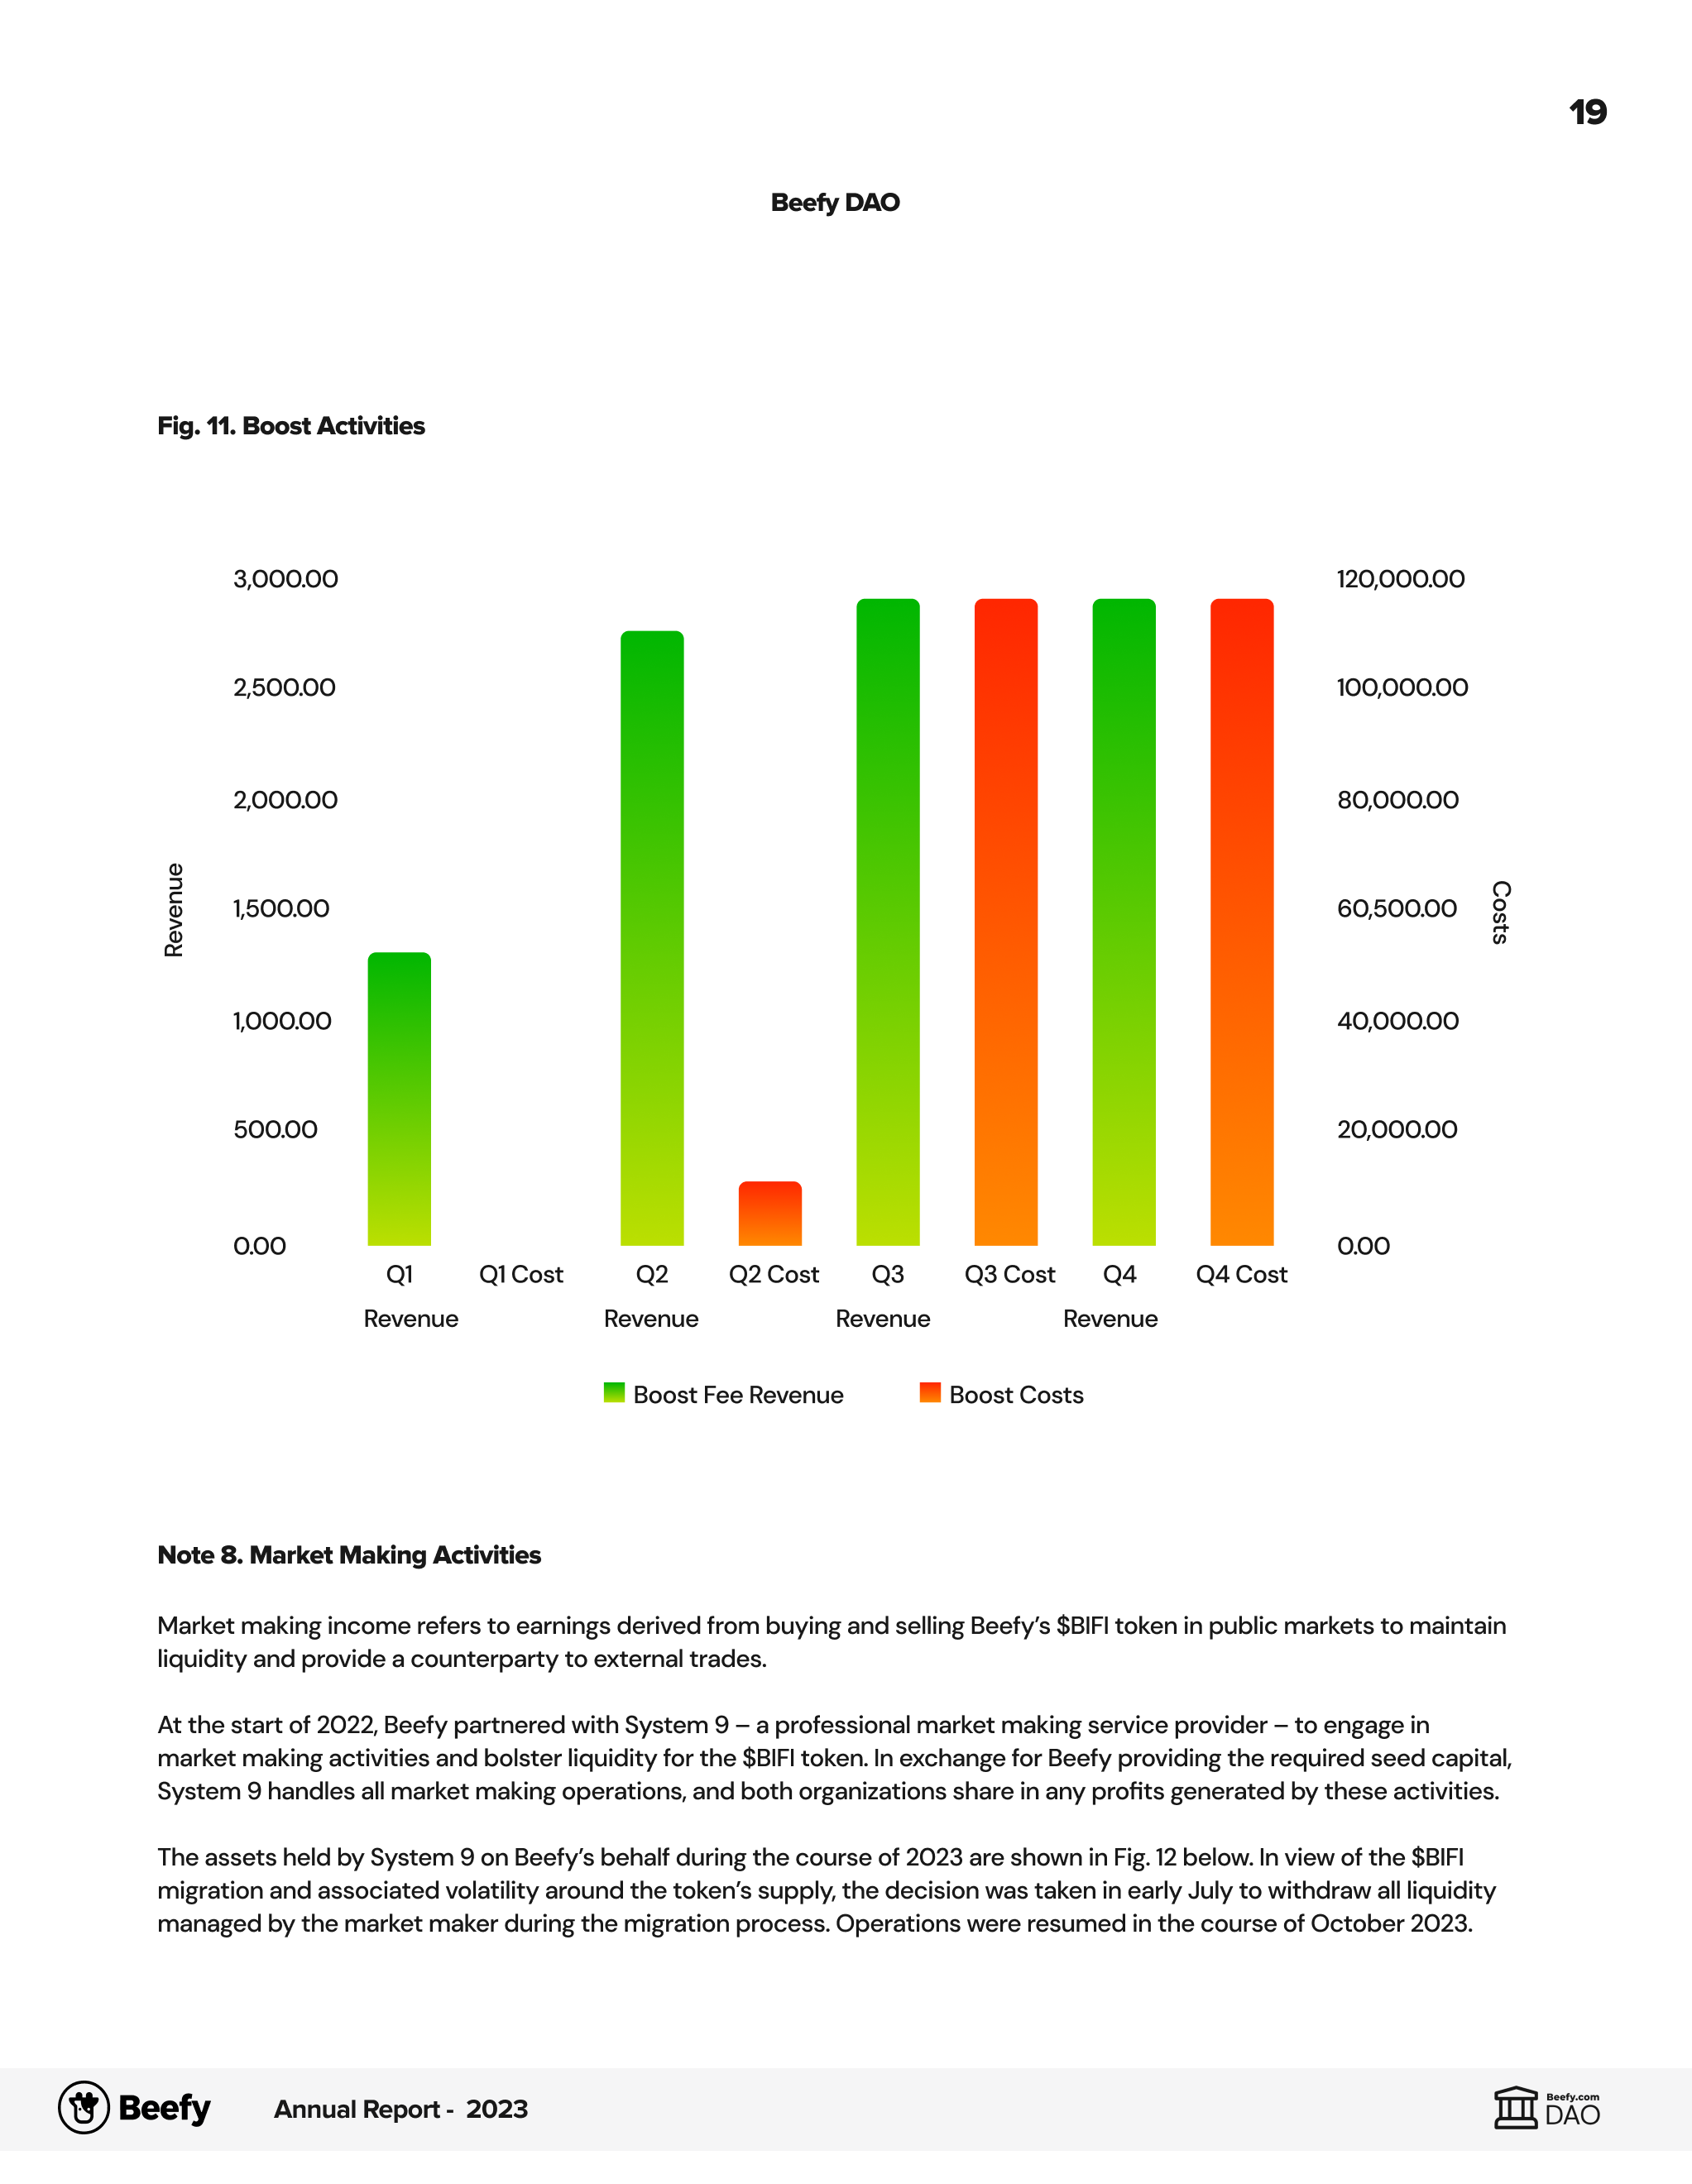 19
Beefy DAO
Fig. 11. Boost Activities
3,000.00
120,000.00
2,500.00
100,000.00
2,000.00
80,000.00
Revenue
1,500.00
60,500.00
Costs
1,000.00
40,000.00
500.00
20,000.00
0.00
0.00
Q1 Revenue
Q1 Cost
Q2 Revenue
Q2 Cost
Q3 Revenue
Q3 Cost
Q4 Revenue
Q4 Cost
Boost Fee Revenue
Boost Costs
Note 8. Market Making Activities
Market making income refers to earnings derived from buying and selling Beefy’s $BIFI token in public markets to maintain
liquidity and provide a counterparty to external trades.
At the start of 2022, Beefy partnered with System 9 – a professional market making service provider – to engage in
market making activities and bolster liquidity for the $BIFI token. In exchange for Beefy providing the required seed capital,
System 9 handles all market making operations, and both organizations share in any profits generated by these activities.
The assets held by System 9 on Beefy’s behalf during the course of 2023 are shown in Fig. 12 below. In view of the $BIFI
migration and associated volatility around the token’s supply, the decision was taken in early July to withdraw all liquidity
managed by the market maker during the migration process. Operations were resumed in the course of October 2023.
Beefy
Annual Report - 2023
Beefy.com
DAO